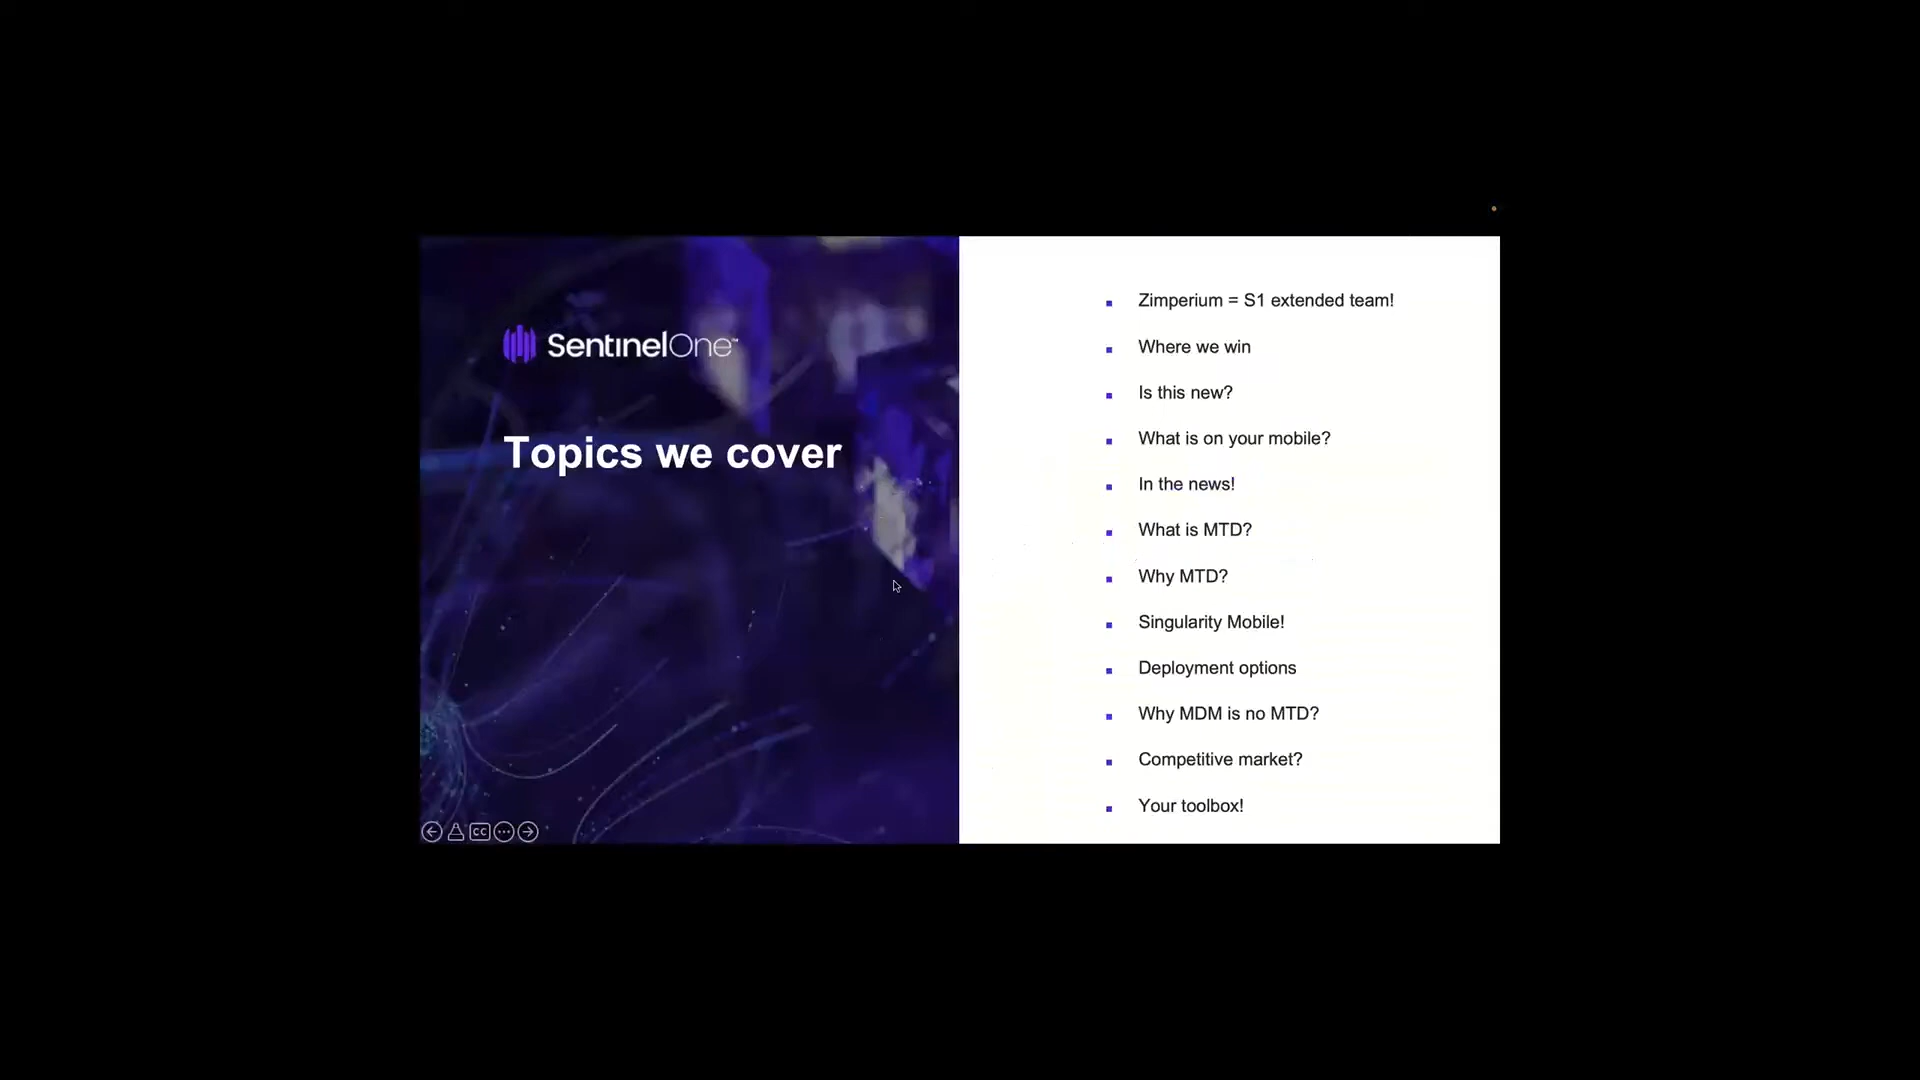 SentinelOne™
Topics we cover
Zimperium = S1 extended team!
Where we win
Is this new?
What is on your mobile?
In the news!
What is MTD?
Why MTD?
Singularity Mobile!
Deployment options
Why MDM is no MTD?
Competitive market?
Your toolbox!
CC